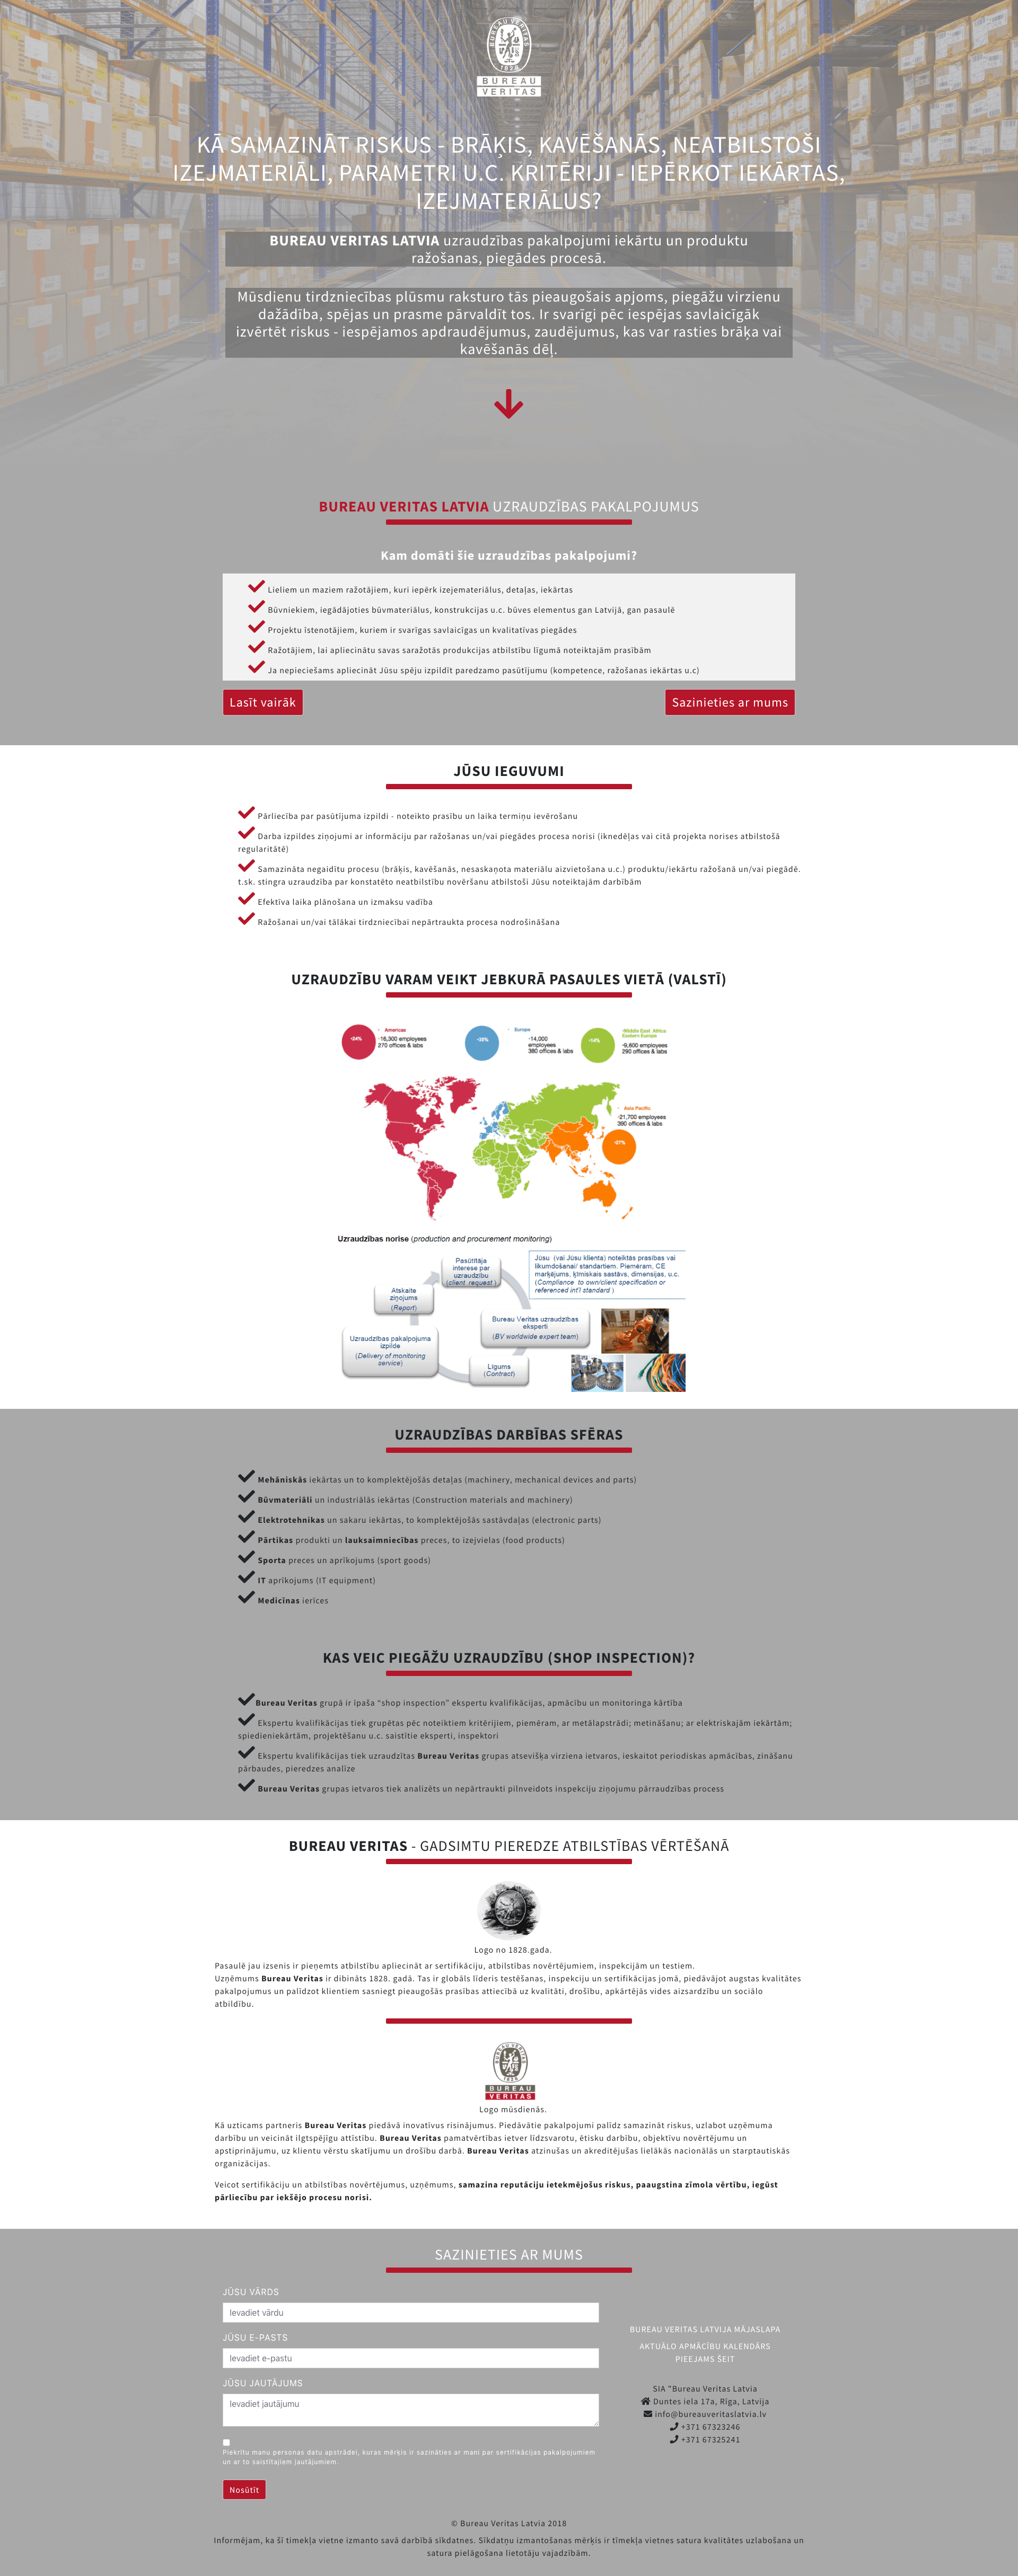 BUREAU VERITAS
1828
BUREAU
VERITAS
KĀ SAMAZINĀT RISKUS - BRĀĶIS, KAVĒŠANĀS, NEATBILSTOŠI
IZEJMATERIĀLI, PARAMETRI U.C. KRITĒRIJI - IEPĒRKOT IEKĀRTAS,
IZEJMATERIĀLUS?
BUREAU VERITAS LATVIA uzraudzības pakalpojumi iekārtu un produktu
ražošanas, piegādes procesā.
Mūsdienu tirdzniecības plūsmu raksturo tās pieaugošais apjoms, piegāžu virzienu
dažādība, spējas un prasme pārvaldīt tos. Ir svarīgi pēc iespējas savlaicīgāk
izvērtēt riskus - iespējamos apdraudējumus, zaudējumus, kas var rasties brāķa vai
kavēšanās dēļ.
BUREAU VERITAS LATVIA UZRAUDZĪBAS PAKALPOJUMUS
Kam domāti šie uzraudzības pakalpojumi?
Lieliem un maziem ražotājiem, kuri iepērk izejemateriālus, detaļas, iekārtas
Būvniekiem, iegādājoties būvmateriālus, konstrukcijas u.c. būves elementus gan Latvijā, gan pasaulē
Projektu īstenotājiem, kuriem ir svarīgas savlaicīgas un kvalitatīvas piegādes
Ražotājiem, lai apliecinātu savas saražotās produkcijas atbilstību līgumā noteiktajām prasībām
Ja nepieciešams apliecināt Jūsu spēju izpildīt paredzamo pasūtījumu (kompetence, ražošanas iekārtas u.c)
Lasīt vairāk
Sazinieties ar mums
JŪSU IEGUVUMI
Pārliecība par pasūtījuma izpildi - noteikto prasību un laika termiņu ievērošanu
Darba izpildes ziņojumi ar informāciju par ražošanas un/vai piegādes procesa norisi (iknedēļas vai citā projekta norises atbilstošā
regularitātē)
Samazināta negaidītu procesu (brāķis, kavēšanās, nesaskaņota materiālu aizvietošana u.c.) produktu/iekārtu ražošanā un/vai piegādē.
t.sk. stingra uzraudzība par konstatēto neatbilstību novēršanu atbilstoši Jūsu noteiktajām darbībām
Efektīva laika plānošana un izmaksu vadība
Ražošanai un/vai tālākai tirdzniecībai nepārtraukta procesa nodrošināšana
UZRAUDZĪBU VARAM VEIKT JEBKURĀ PASAULES VIETĀ (VALSTĪ)
Americas
•16,300 employees
270 offices & labs
Europe
•14,000
employees
380 offices & labs
•14%
•Middle East Africa
Eastern Europe
•9,600 employees
290 offices & labs
Asia Pacific
•21,700 employees
390 offices & labs
•27%
Uzraudzības norise (production and procurement monitoring)
Pasūtītāja
interese par
uzraudzību
(client request )
Jūsu (vai Jūsu klienta) noteiktās prasības vai
likumdošanai/ standartiem. Piemēram, CE
marķējums, ķīmiskais sastāvs, dimensijas, u.c.
(Compliance to own/client specification or
referenced int'l standard )
Atskaite
ziņojums
(Report)
Bureau Veritas uzraudzības
eksperti
(BV worldwide expert team)
Uzraudzības pakalpojuma
izpilde
(Delivery of monitoring
service)
Līgums
(Contract)
UZRAUDZĪBAS DARBĪBAS SFĒRAS
Mehāniskās iekārtas un to komplektējošās detaļas (machinery, mechanical devices and parts)
Būvmateriāli un industriālās iekārtas (Construction materials and machinery)
Elektrotehnikas un sakaru iekārtas, to komplektējošās sastāvdaļas (electronic parts)
Pārtikas produkti un lauksaimniecības preces, to izejvielas (food products)
Sporta preces un aprīkojums (sport goods)
IT aprīkojums (IT equipment)
Medicīnas ierīces
KAS VEIC PIEGĀŽU UZRAUDZĪBU (SHOP INSPECTION)?
Bureau Veritas grupā ir īpaša “shop inspection” ekspertu kvalifikācijas, apmācību un monitoringa kārtība
Ekspertu kvalifikācijas tiek grupētas pēc noteiktiem kritērijiem, piemēram, ar metālapstrādi; metināšanu; ar elektriskajām iekārtām;
spiedieniekārtām, projektēšanu u.c. saistītie eksperti, inspektori
Ekspertu kvalifikācijas tiek uzraudzītas Bureau Veritas grupas atsevišķa virziena ietvaros, ieskaitot periodiskas apmācības, zināšanu
pārbaudes, pieredzes analīze
Bureau Veritas grupas ietvaros tiek analizēts un nepārtraukti pilnveidots inspekciju ziņojumu pārraudzības process
BUREAU VERITAS - GADSIMTU PIEREDZE ATBILSTĪBAS VĒRTĒŠANĀ
Logo no 1828.gada.
Pasaulē jau izsenis ir pieņemts atbilstību apliecināt ar sertifikāciju, atbilstības novērtējumiem, inspekcijām un testiem.
Uzņēmums Bureau Veritas ir dibināts 1828. gadā. Tas ir globāls līderis testēšanas, inspekciju un sertifikācijas jomā, piedāvājot augstas kvalitātes
pakalpojumus un palīdzot klientiem sasniegt pieaugošās prasības attiecībā uz kvalitāti, drošību, apkārtējās vides aizsardzību un sociālo
atbildību.
BUREAU VERITAS
1828
BUREAU
VERITAS
Logo mūsdienās.
Kā uzticams partneris Bureau Veritas piedāvā inovatīvus risinājumus. Piedāvātie pakalpojumi palīdz samazināt riskus, uzlabot uzņēmuma
darbību un veicināt ilgtspējīgu attīstību. Bureau Veritas pamatvērtības ietver līdzsvarotu, ētisku darbību, objektīvu novērtējumu un
apstiprinājumu, uz klientu vērstu skatījumu un drošību darbā. Bureau Veritas atzinušas un akreditējušas lielākās nacionālās un starptautiskās
organizācijas.
Veicot sertifikāciju un atbilstības novērtējumus, uzņēmums, samazina reputāciju ietekmējošus riskus, paaugstina zīmola vērtību, iegūst
pārliecību par iekšējo procesu norisi.
SAZINIETIES AR MUMS
JŪSU VĀRDS
Ievadiet vārdu
JŪSU E-PASTS
Ievadiet e-pastu
JŪSU JAUTĀJUMS
Ievadiet jautājumu
Piekrītu manu personas datu apstrādei, kuras mērķis ir sazināties ar mani par sertifikācijas pakalpojumiem
un ar to saistītajiem jautājumiem.
Nosūtīt
BUREAU VERITAS LATVIJA MĀJASLAPA
AKTUĀLO APMĀCĪBU KALENDĀRS
PIEEJAMS ŠEIT
SIA "Bureau Veritas Latvia
Duntes iela 17a, Rīga, Latvija
info@bureauveritaslatvia.lv
+371 67323246
+371 67325241
© Bureau Veritas Latvia 2018
Informējam, ka šī tīmekļa vietne izmanto savā darbībā sīkdatnes. Sīkdatņu izmantošanas mērķis ir tīmekļa vietnes satura kvalitātes uzlabošana un
satura pielāgošana lietotāju vajadzībām.